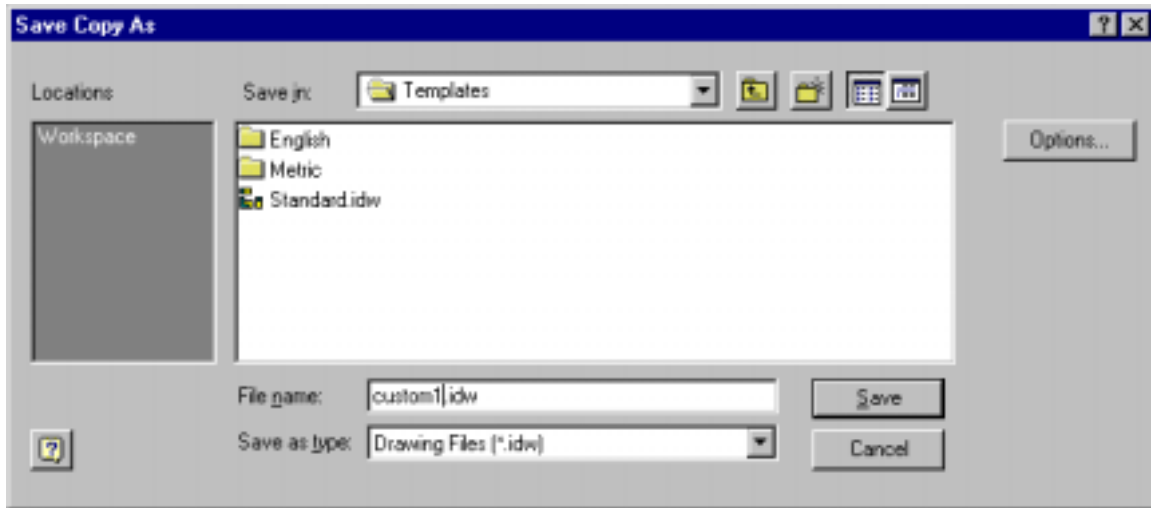 Save Copy As
Locations
Save in: Templates
Workspace
English
Metric
Standard.idw
Options...
File name: custom1.idw
Save
Save as type: Drawing Files (*.idw)
Cancel